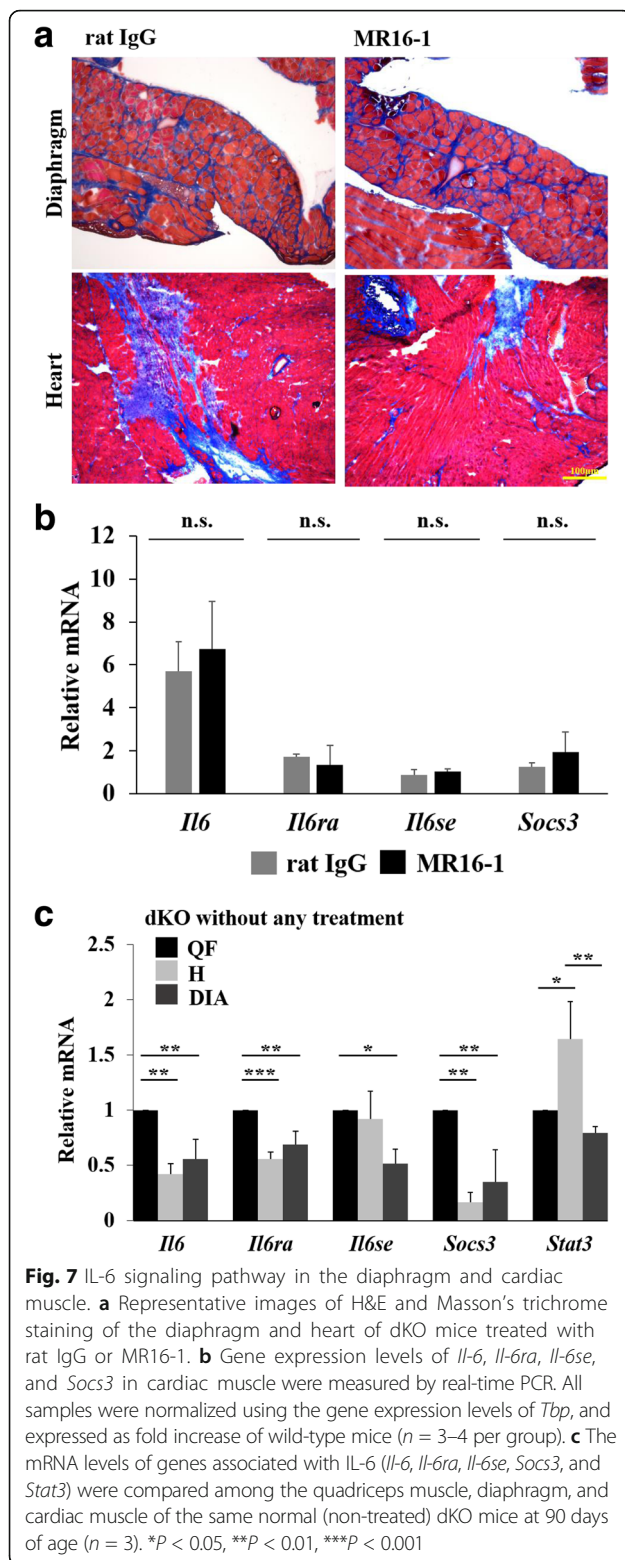 a
rat IgG MR16-1
Diaphragm
Heart
100µm
b
n.s. n.s. n.s. n.s.
12
10
8
6
4
2
0
Relative mRNA
Il6 Il6ra Il6se Socs3
rat IgG MR16-1
c dKO without any treatment
2.5
2
1.5
1
0.5
0
Relative mRNA
QF
H
DIA
** ** * ** * **
** *** **
Il6 Il6ra Il6se Socs3 Stat3
Fig. 7 IL-6 signaling pathway in the diaphragm and cardiac
muscle. a Representative images of H&E and Masson's trichrome
staining of the diaphragm and heart of dKO mice treated with
rat IgG or MR16-1. b Gene expression levels of Il-6, Il-6ra, Il-6se,
and Socs3 in cardiac muscle were measured by real-time PCR. All
samples were normalized using the gene expression levels of Tbp, and
expressed as fold increase of wild-type mice (n = 3–4 per group). c The
mRNA levels of genes associated with IL-6 (Il-6, Il-6ra, Il-6se, Socs3, and
Stat3) were compared among the quadriceps muscle, diaphragm, and
cardiac muscle of the same normal (non-treated) dKO mice at 90 days
of age (n = 3). *P < 0.05, **P < 0.01, ***P < 0.001